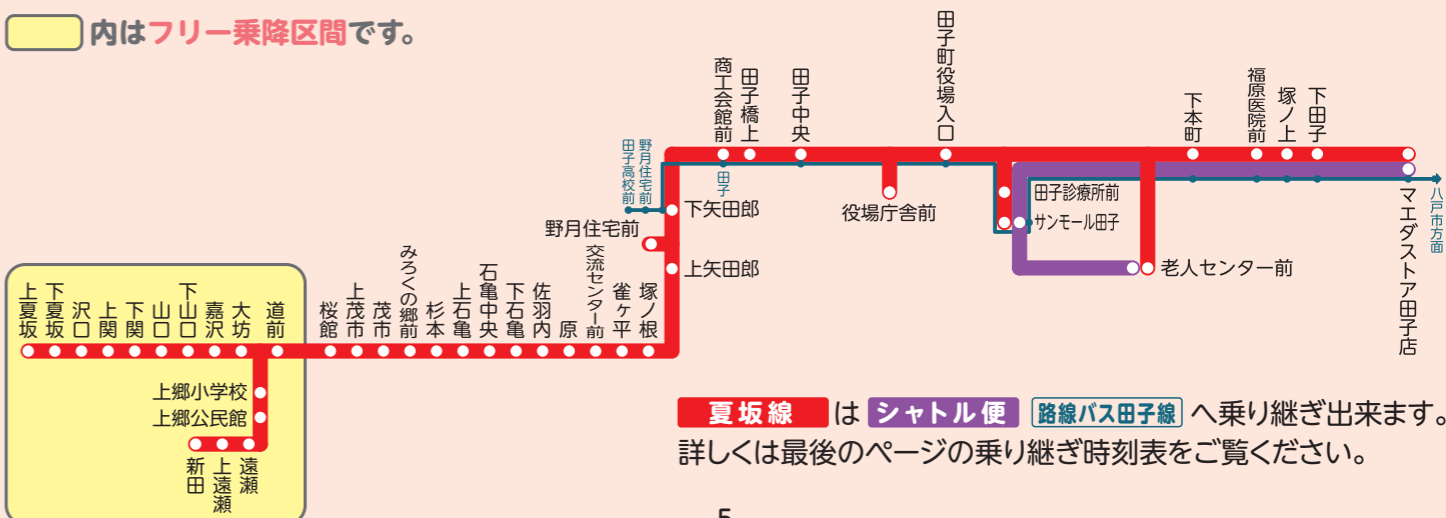 内はフリー乗降区間です。
商工会館前
田子橋上
田子中央
田子町役場入口
下本町
福原医院前
塚ノ上
下田子
田子高校前
野月住宅前
田子
下矢田郎
野月住宅前
上矢田郎
役場庁舎前
田子診療所前
サンモール田子
老人センター前
マエダストア田子店
八戸市方面
上夏坂
下夏坂
沢口
上関
下関
山口
下山口
嘉沢
大坊
道前
桜館
上茂市
茂市
みろくの郷前
杉本
上石亀
石亀中央
下石亀
佐羽内
原
交流センター前
雀ヶ平
塚ノ根
上郷小学校
上郷公民館
新田
上遠瀬
遠瀬
夏坂線 は シャトル便 路線バス田子線 へ乗り継ぎ出来ます。
詳しくは最後のページの乗り継ぎ時刻表をご覧ください。
5